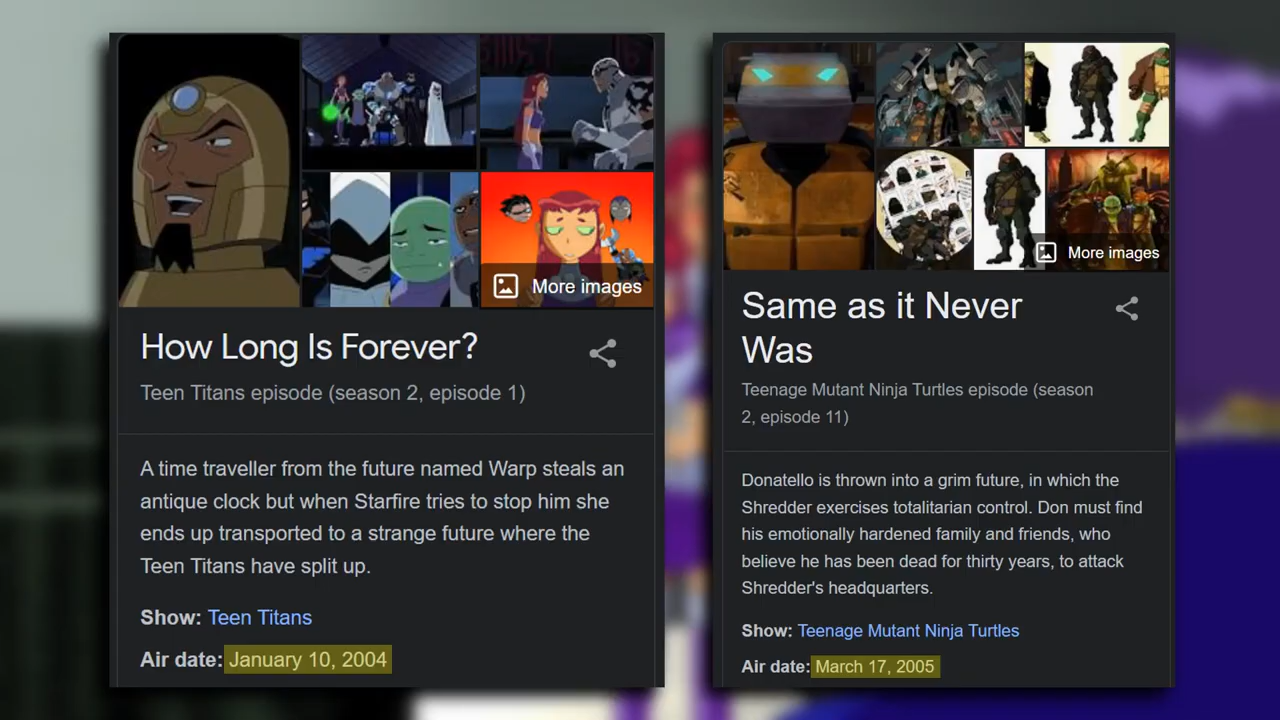 More images
How Long Is Forever?
Teen Titans episode (season 2, episode 1)
A time traveller from the future named Warp steals an
antique clock but when Starfire tries to stop him she
ends up transported to a strange future where the
Teen Titans have split up.
Show: Teen Titans
Air date: January 10, 2004
More images
Same as it Never
Was
Teenage Mutant Ninja Turtles episode (season
2, episode 11)
Donatello is thrown into a grim future, in which the
Shredder exercises totalitarian control. Don must find
his emotionally hardened family and friends, who
believe he has been dead for thirty years, to attack
Shredder's headquarters.
Show: Teenage Mutant Ninja Turtles
Air date: March 17, 2005